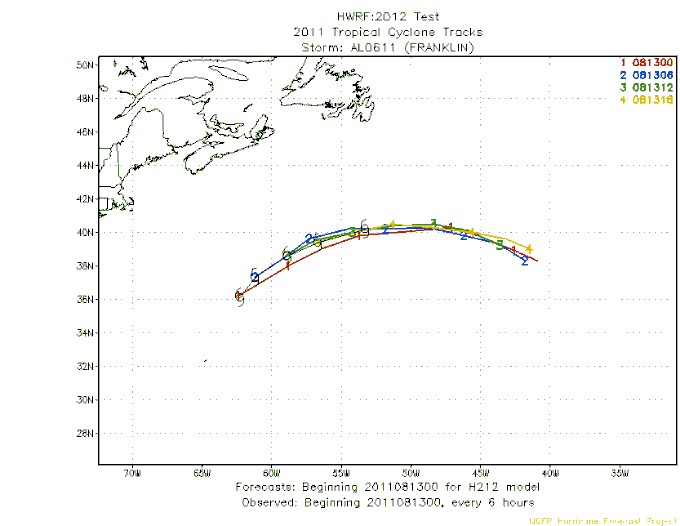 HWRF:2012 Test
2011 Tropical Cyclone Tracks
Storm: AL0611 (FRANKLIN)
1 081300
2 081306
3 081312
4 081318
50N
48N
46N
44N
42N
40N
38N
36N
34N
32N
30N
28N
70W 65W 60W 55W 50W 45W 40W 35W
Forecasts: Beginning 2011081300 for H212 model
Observed: Beginning 2011081300, every 6 hours
NCEP Hurricane Forecast Project